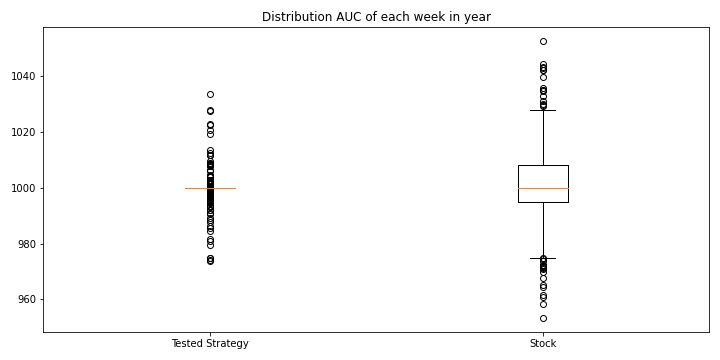 Distribution AUC of each week in year
1040
1020
1000
980
960
Tested Strategy
Stock